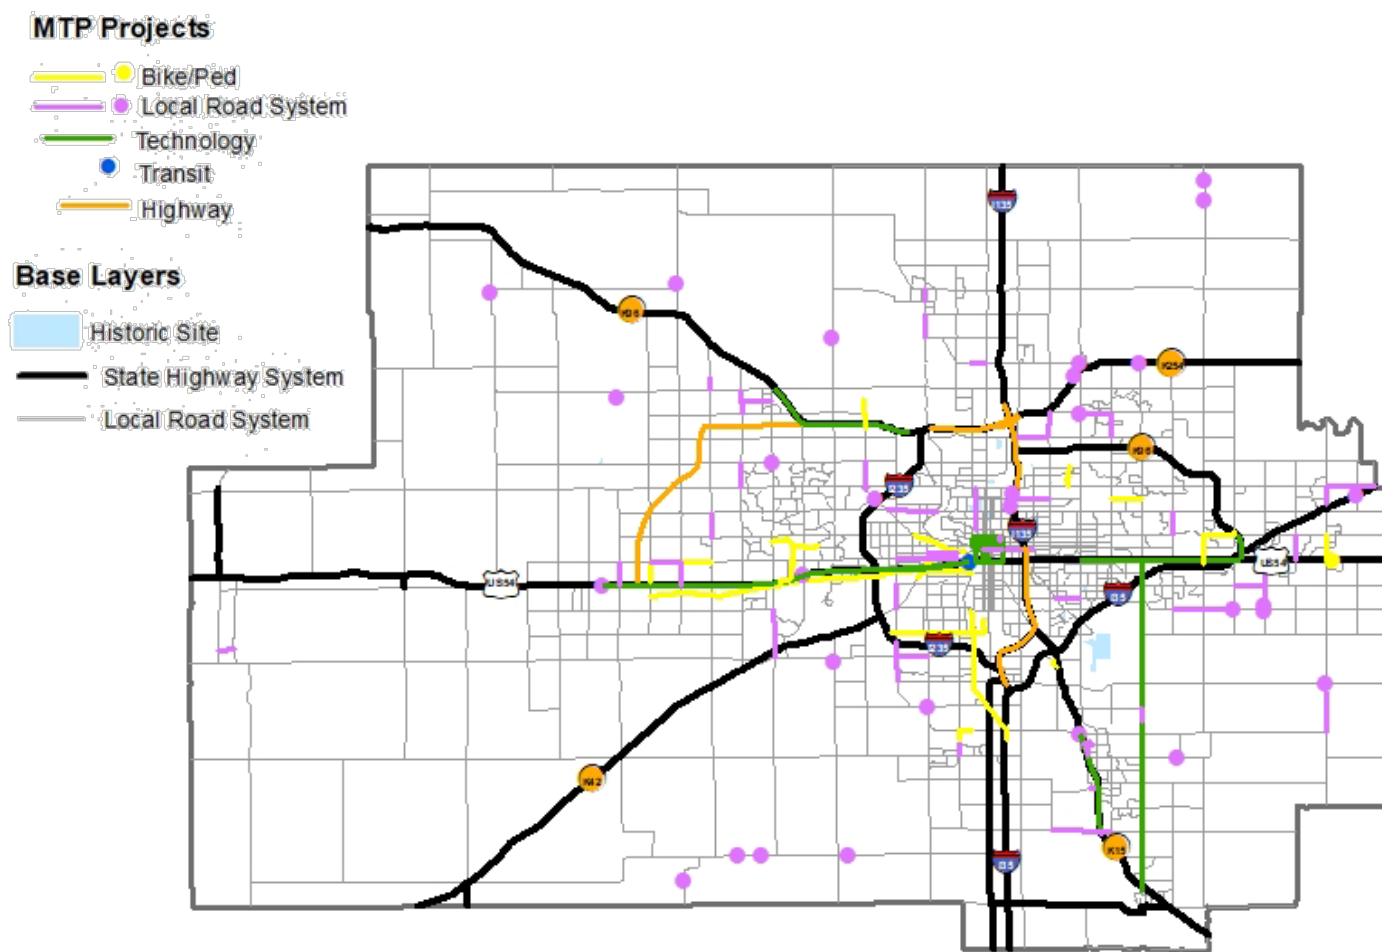 MTP Projects
Bike/Ped
Local Road System
Technology
Transit
Highway
Base Layers
Historic Site
State Highway System
Local Road System
I135
K96
K254
K96
I235
I135
US54
US54
I35
I235
K42
K15
I35